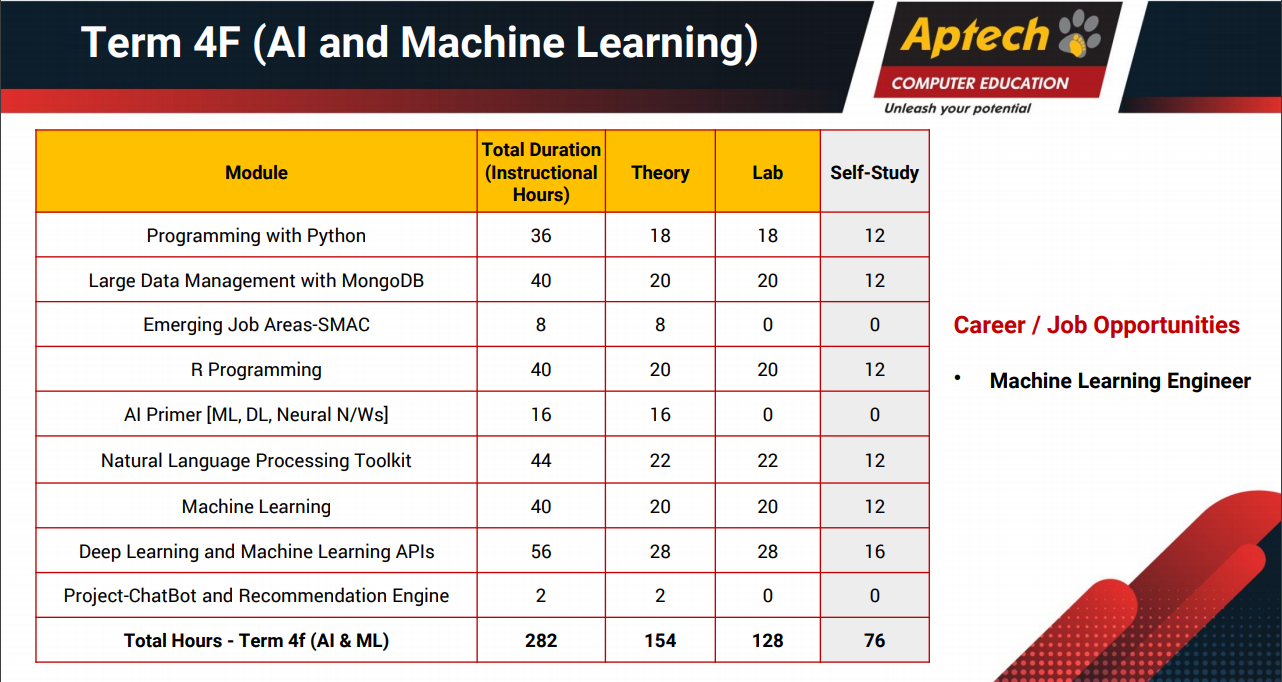 Term 4F (AI and Machine Learning)
Aptech
COMPUTER EDUCATION
Unleash your potential
Module Total Duration (Instructional Hours) Theory Lab Self-Study
Programming with Python 36 18 18 12
Large Data Management with MongoDB 40 20 20 12
Emerging Job Areas-SMAC 8 8 0 0
R Programming 40 20 20 12
AI Primer [ML, DL, Neural N/Ws] 16 16 0 0
Natural Language Processing Toolkit 44 22 22 12
Machine Learning 40 20 20 12
Deep Learning and Machine Learning APIs 56 28 28 16
Project-ChatBot and Recommendation Engine 2 2 0 0
Total Hours - Term 4f (AI & ML) 282 154 128 76
Career / Job Opportunities
• Machine Learning Engineer